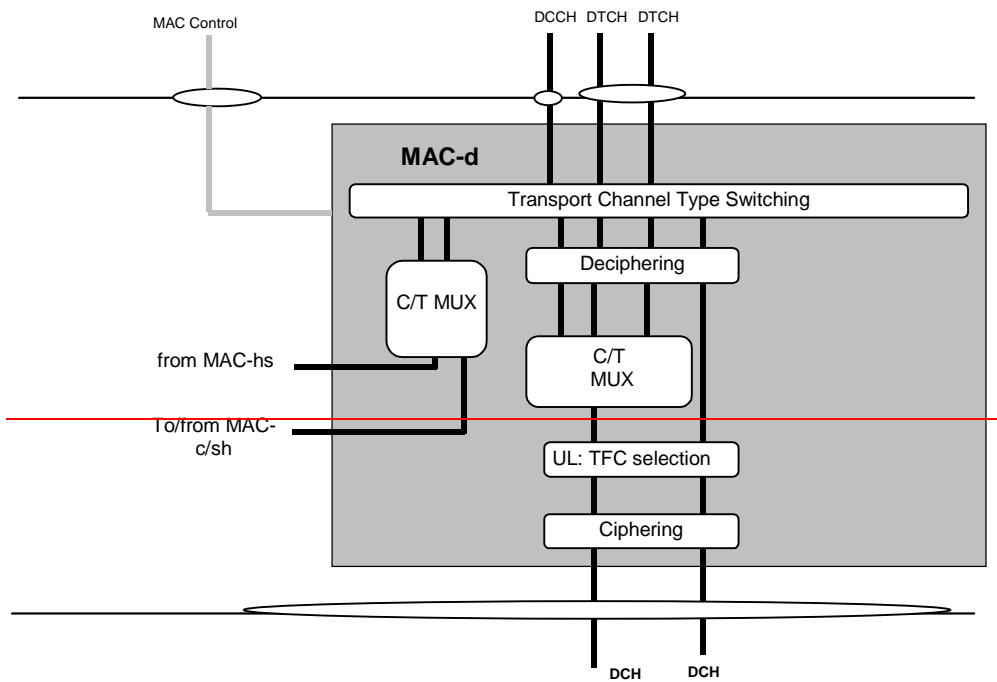 MAC Control
DCCH DTCH DTCH
MAC-d
Transport Channel Type Switching
Deciphering
C/T MUX
C/T
MUX
from MAC-hs
To/from MAC-
c/sh
UL: TFC selection
Ciphering
DCH
DCH